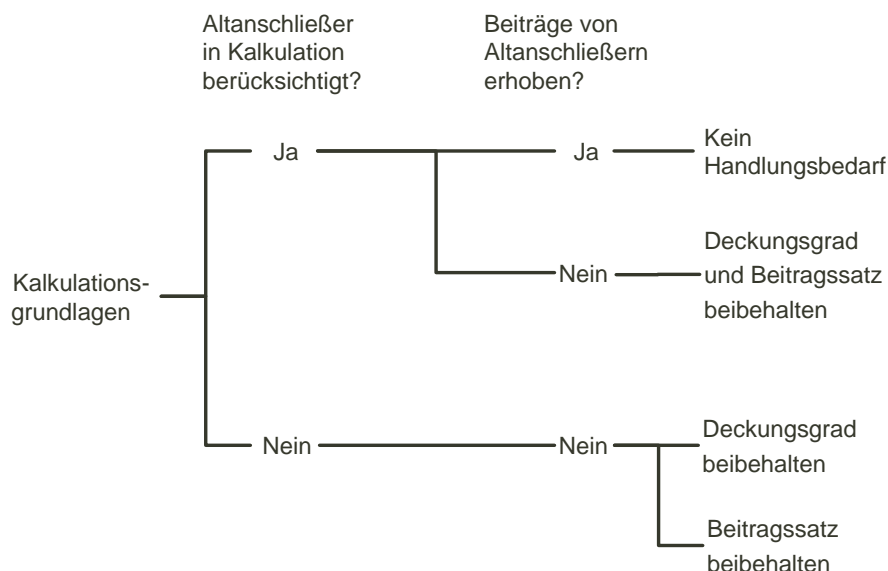 Altanschließer
in Kalkulation
berücksichtigt?
Beiträge von
Altanschließern
erhoben?
Kalkulations-
grundlagen
Ja
Ja
Kein
Handlungsbedarf
Nein
Deckungsgrad
und Beitragssatz
beibehalten
Nein
Nein
Deckungsgrad
beibehalten
Beitragssatz
beibehalten